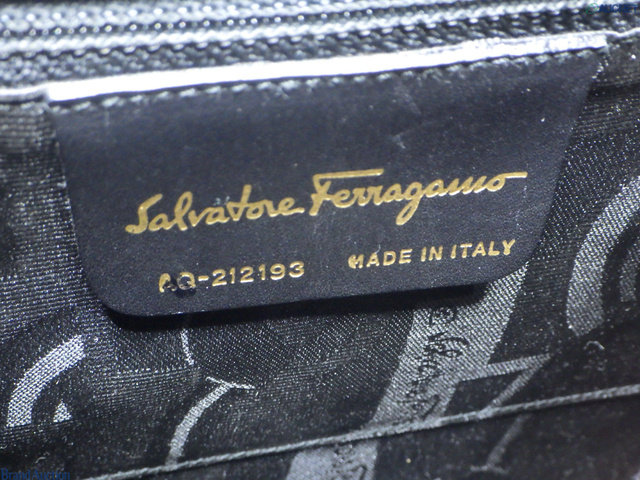 Salvatore Ferragamo
AQ-212193 MADE IN ITALY